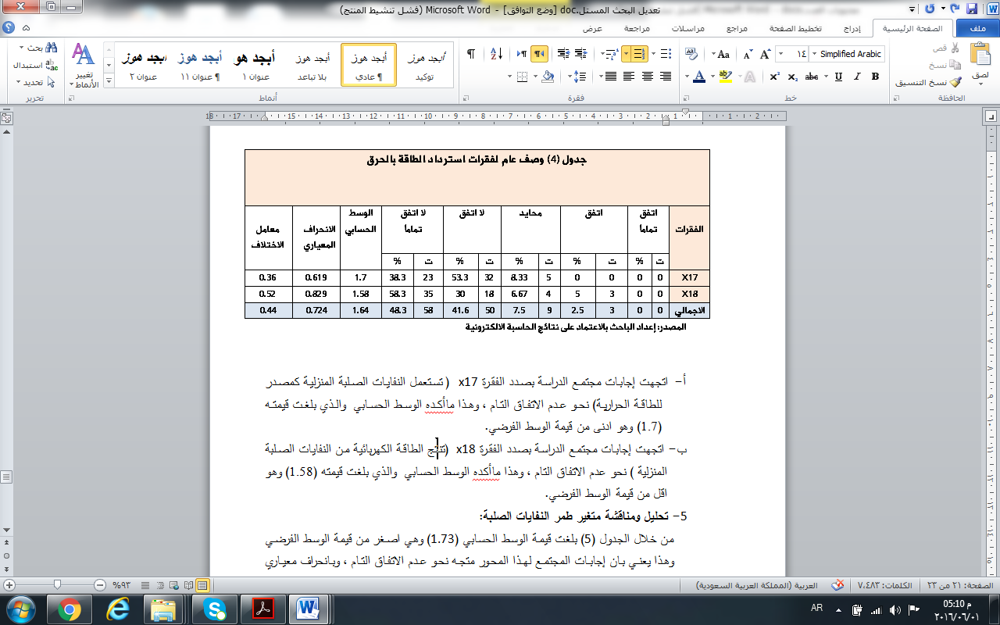 تعديل البحث المستل.doc [وضع التوافق] - Microsoft Word (فشل تنشيط المنتج)
ملف الصفحة الرئيسية إدراج تخطيط الصفحة مراجع مراسلات مراجعة عرض
لصق قص نسخ نسخ التنسيق
Simplified Arabic ١٤
أبجد هوز توكيد
أبجد هوز ¶ عادي
أبجد هوز بلا تباعد
أبجد هو عنوان ١
أبجد هوز ¶ عنوان ١١
أبجد هوز عنوان ٢
تغيير الأنماط
بحث
استبدال
تحديد
الحافظة خط فقرة أنماط تحرير
جدول (4) وصف عام لفقرات استرداد الطاقة بالحرق
الفقرات اتفق تماماً اتفق محايد لا اتفق لا اتفق تماماً الوسط الحسابي الانحراف المعياري معامل الاختلاف
ت % ت % ت % ت % ت %
X17 0 0 0 0 5 8.33 32 53.3 23 38.3 1.7 0.619 0.36
X18 0 0 3 5 4 6.67 18 30 35 58.3 1.58 0.829 0.52
الاجمالي 0 0 3 2.5 9 7.5 50 41.6 58 48.3 1.64 0.724 0.44
المصدر: إعداد الباحث بالاعتماد على نتائج الحاسبة الالكترونية
أ- اتجهت إجابات مجتمع الدراسة بصدد الفقرة x17 ( تستعمل النفايات الصلبة المنزلية كمصدر
للطاقة الحرارية) نحو عدم الاتفاق التام ، وهذا ماأكده الوسط الحسابي والذي بلغت قيمته
(1.7) وهو ادنى من قيمة الوسط الفرضي.
ب- اتجهت إجابات مجتمع الدراسة بصدد الفقرة x18 (تنتج الطاقة الكهربائية من النفايات الصلبة
المنزلية ) نحو عدم الاتفاق التام ، وهذا ماأكده الوسط الحسابي والذي بلغت قيمته (1.58) وهو
اقل من قيمة الوسط الفرضي.
5- تحليل ومناقشة متغير طمر النفايات الصلبة:
من خلال الجدول (5) بلغت قيمة الوسط الحسابي (1.73) وهي اصغر من قيمة الوسط الفرضي
وهذا يعني بان إجابات المجتمع لهذا المحور متجه نحو عدم الاتفاق التام ، وبانحراف معياري
الصفحة: ٢١ من ٢٣ الكلمات: ٧،٤٨٣ العربية (المملكة العربية السعودية) ٩٣%
AR
05:10 م
٢٠١٦/٠٦/٠١